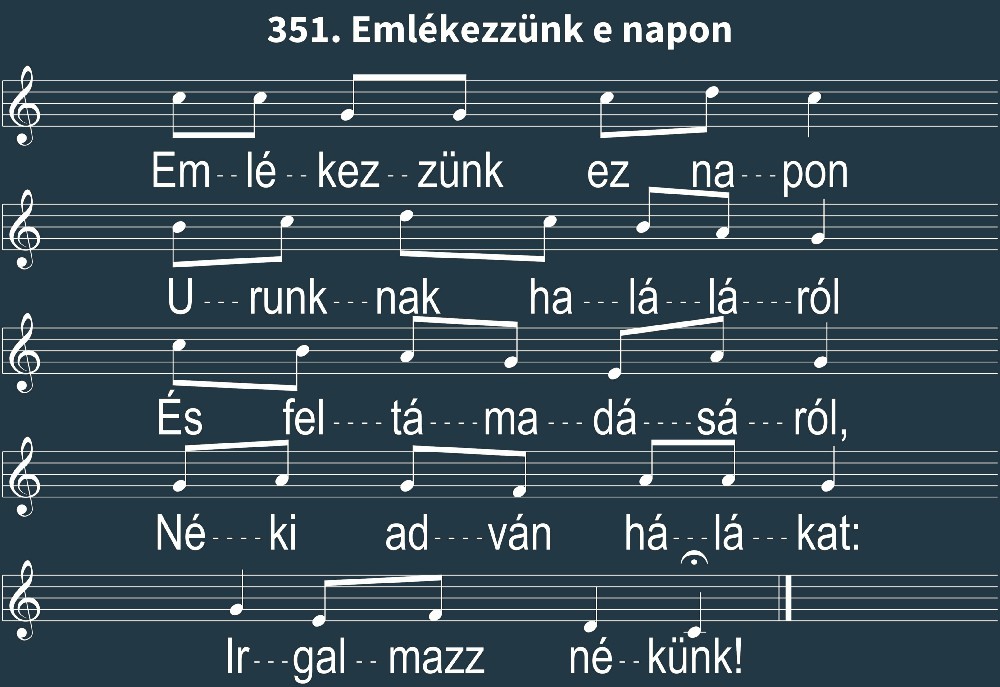 351. Emlékezzünk e napon
Em--lé--kez--zünk ez na---pon
U---runk---nak ha---lá---lá----ról
És fel----tá---ma---dá----sá---ról,
Né----ki ad----ván há---lá---kat:
Ir---gal--mazz né--künk!